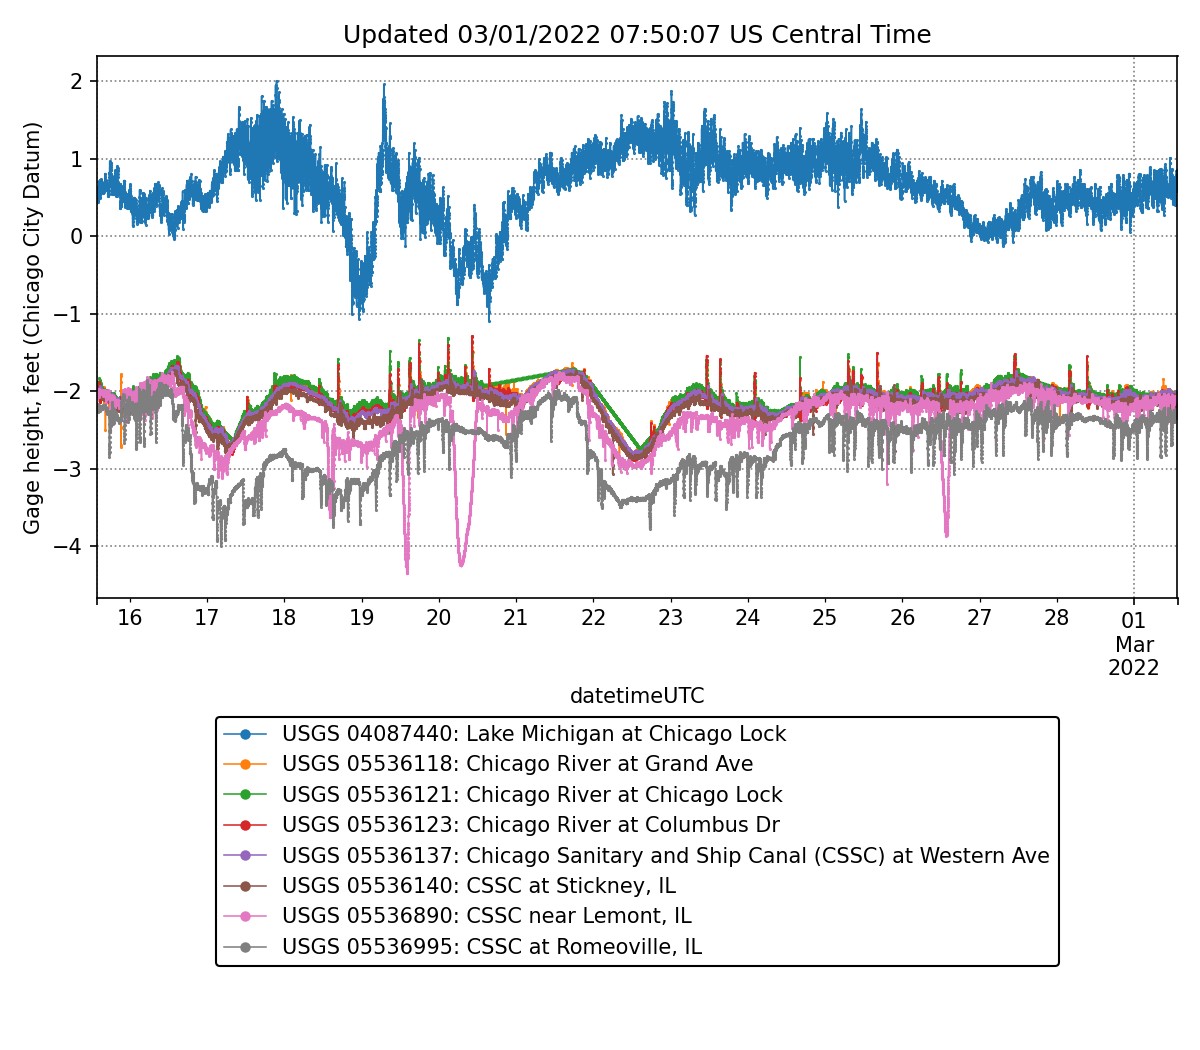 Updated 03/01/2022 07:50:07 US Central Time
Gage height, feet (Chicago City Datum)
2
1
0
−1
−2
−3
−4
16 17 18 19 20 21 22 23 24 25 26 27 28 01
Mar
2022
datetimeUTC
USGS 04087440: Lake Michigan at Chicago Lock
USGS 05536118: Chicago River at Grand Ave
USGS 05536121: Chicago River at Chicago Lock
USGS 05536123: Chicago River at Columbus Dr
USGS 05536137: Chicago Sanitary and Ship Canal (CSSC) at Western Ave
USGS 05536140: CSSC at Stickney, IL
USGS 05536890: CSSC near Lemont, IL
USGS 05536995: CSSC at Romeoville, IL